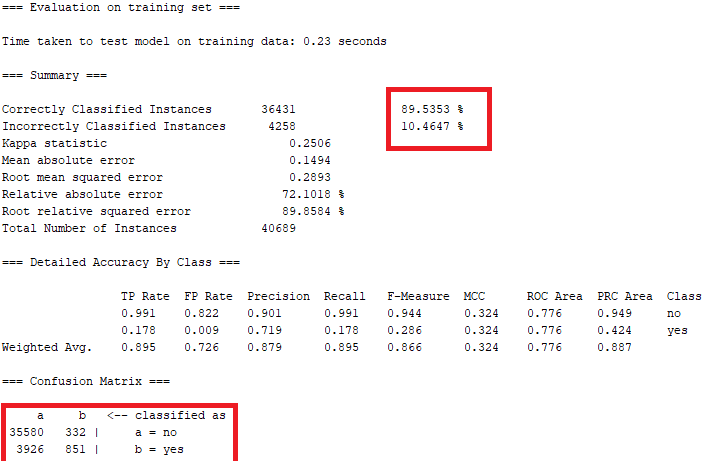 === Evaluation on training set ===
Time taken to test model on training data: 0.23 seconds
=== Summary ===
Correctly Classified Instances 36431 89.5353 %
Incorrectly Classified Instances 4258 10.4647 %
Kappa statistic 0.2506
Mean absolute error 0.1494
Root mean squared error 0.2893
Relative absolute error 72.1018 %
Root relative squared error 89.8584 %
Total Number of Instances 40689
=== Detailed Accuracy By Class ===
TP Rate FP Rate Precision Recall F-Measure MCC ROC Area PRC Area Class
0.991 0.822 0.901 0.991 0.944 0.324 0.776 0.949 no
0.178 0.009 0.719 0.178 0.286 0.324 0.776 0.424 yes
Weighted Avg. 0.895 0.726 0.879 0.895 0.866 0.324 0.776 0.887
=== Confusion Matrix ===
a b <-- classified as
35580 332 | a = no
3926 851 | b = yes